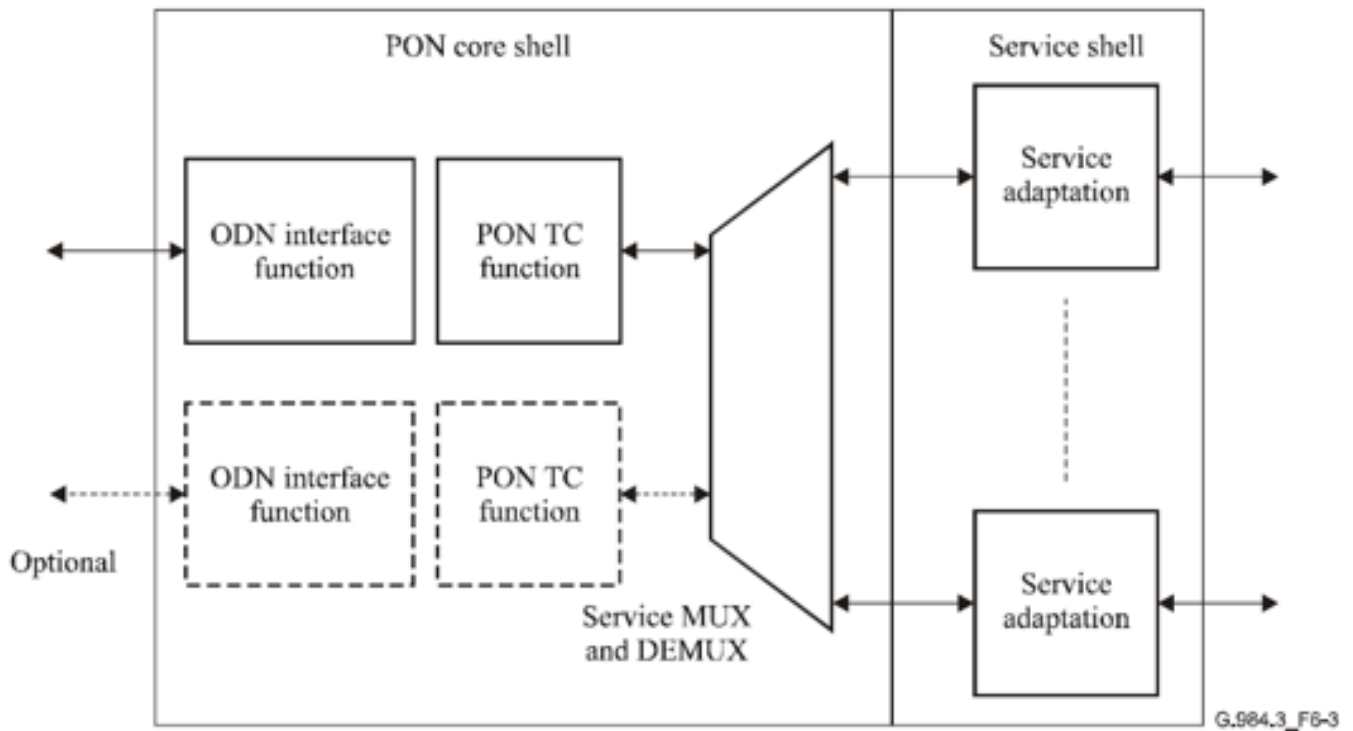 PON core shell
Service shell
Service
adaptation
ODN interface
function
PON TC
function
ODN interface
function
PON TC
function
Optional
Service MUX
and DEMUX
Service
adaptation
G.984.3_F6-3